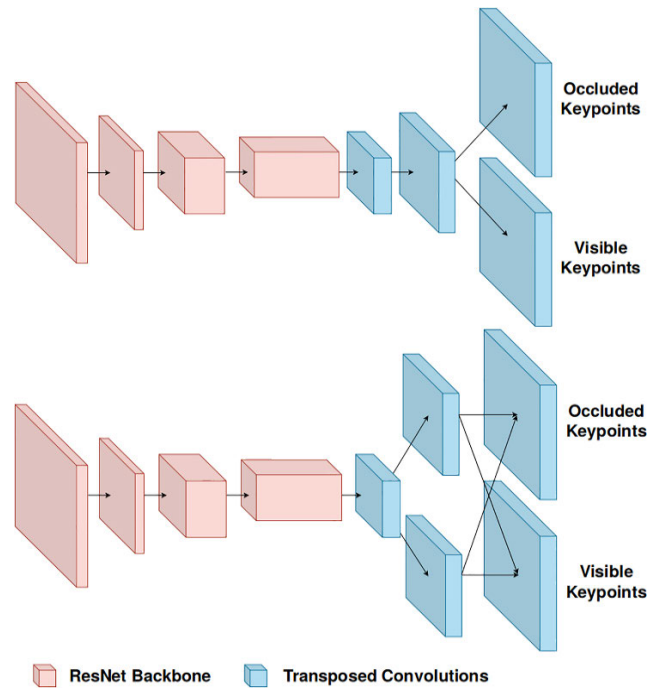 Occluded
Keypoints
Visible
Keypoints
Occluded
Keypoints
Visible
Keypoints
ResNet Backbone
Transposed Convolutions